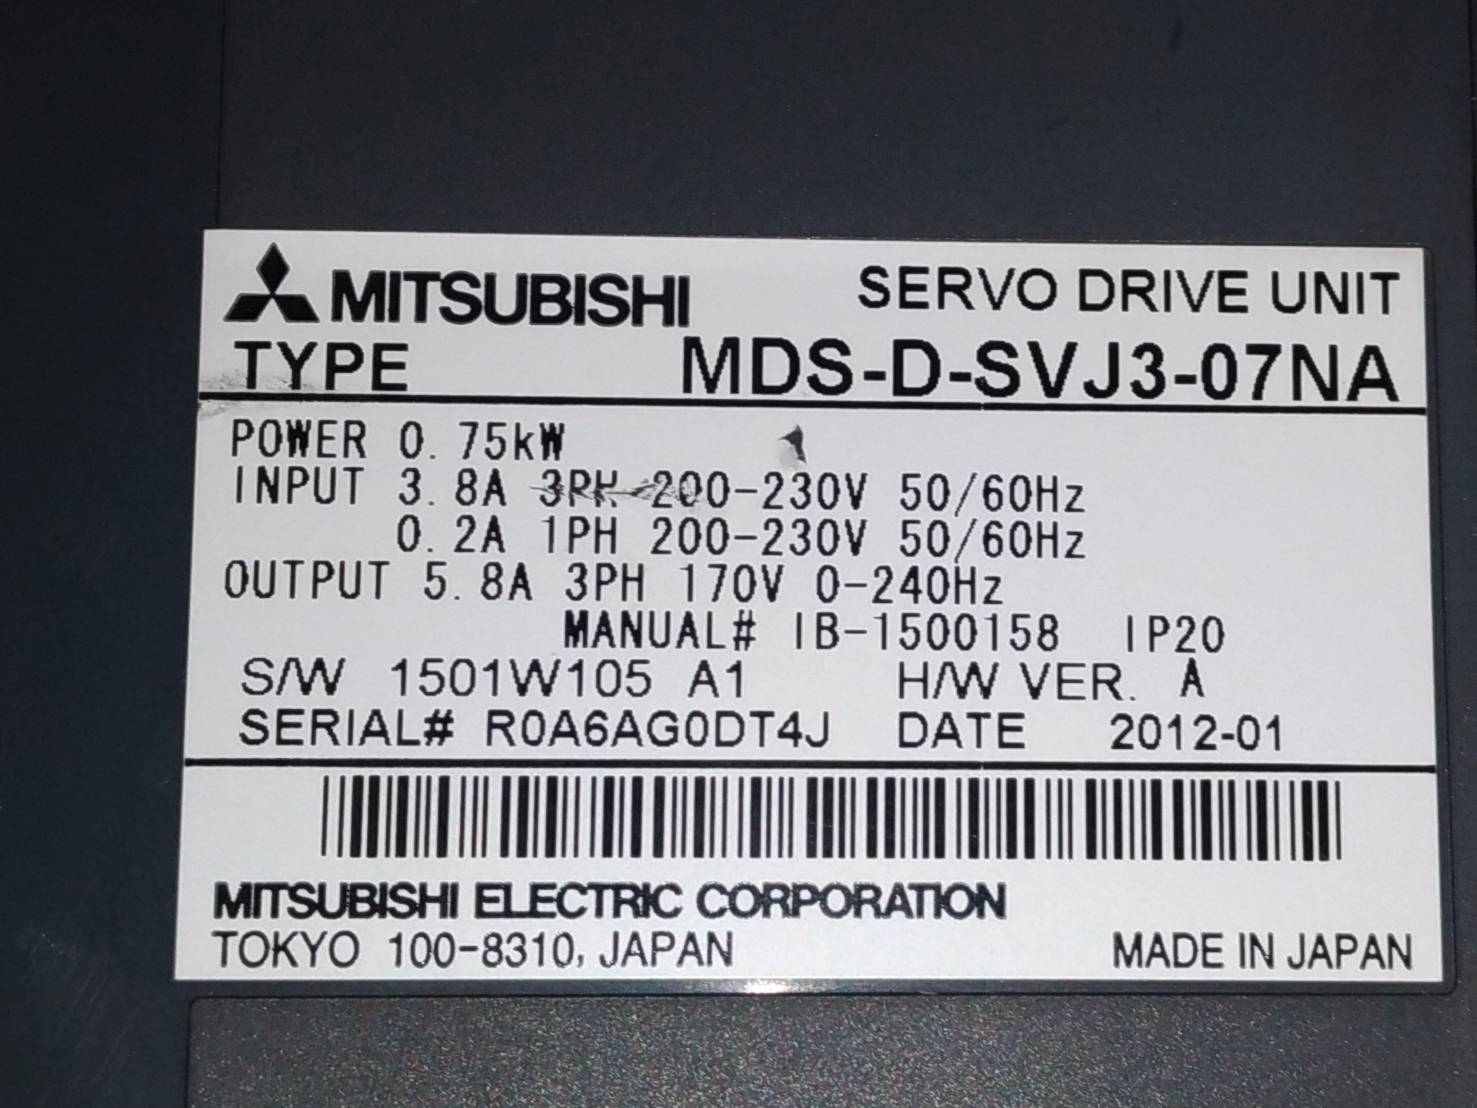 MITSUBISHI SERVO DRIVE UNIT
TYPE MDS-D-SVJ3-07NA
POWER 0.75kW
INPUT 3.8A 3PH 200-230V 50/60Hz
0.2A 1PH 200-230V 50/60Hz
OUTPUT 5.8A 3PH 170V 0-240Hz
MANUAL# IB-1500158 IP20
S/W 1501W105 A1 H/W VER. A
SERIAL# R0A6AG0DT4J DATE 2012-01
MITSUBISHI ELECTRIC CORPORATION
TOKYO 100-8310, JAPAN MADE IN JAPAN